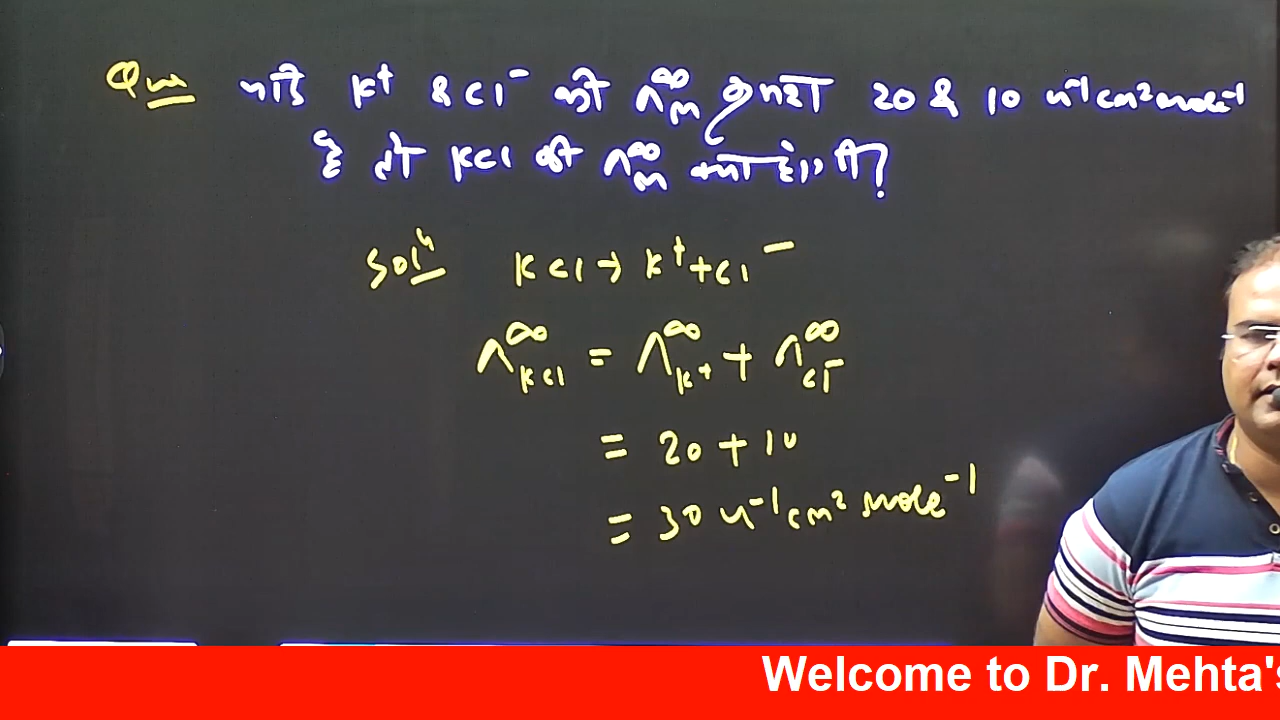 Qus यदि K⁺ & Cl⁻ की Λ∞m क्रमशः 20 & 10 Ω⁻¹cm²mole⁻¹
है तो KCl की Λ∞m क्या होगी?
Solⁿ KCl → K⁺ + Cl⁻
Λ∞KCl = Λ∞K⁺ + Λ∞Cl⁻
= 20 + 10
= 30 Ω⁻¹cm² mole⁻¹
Welcome to Dr. Mehta's